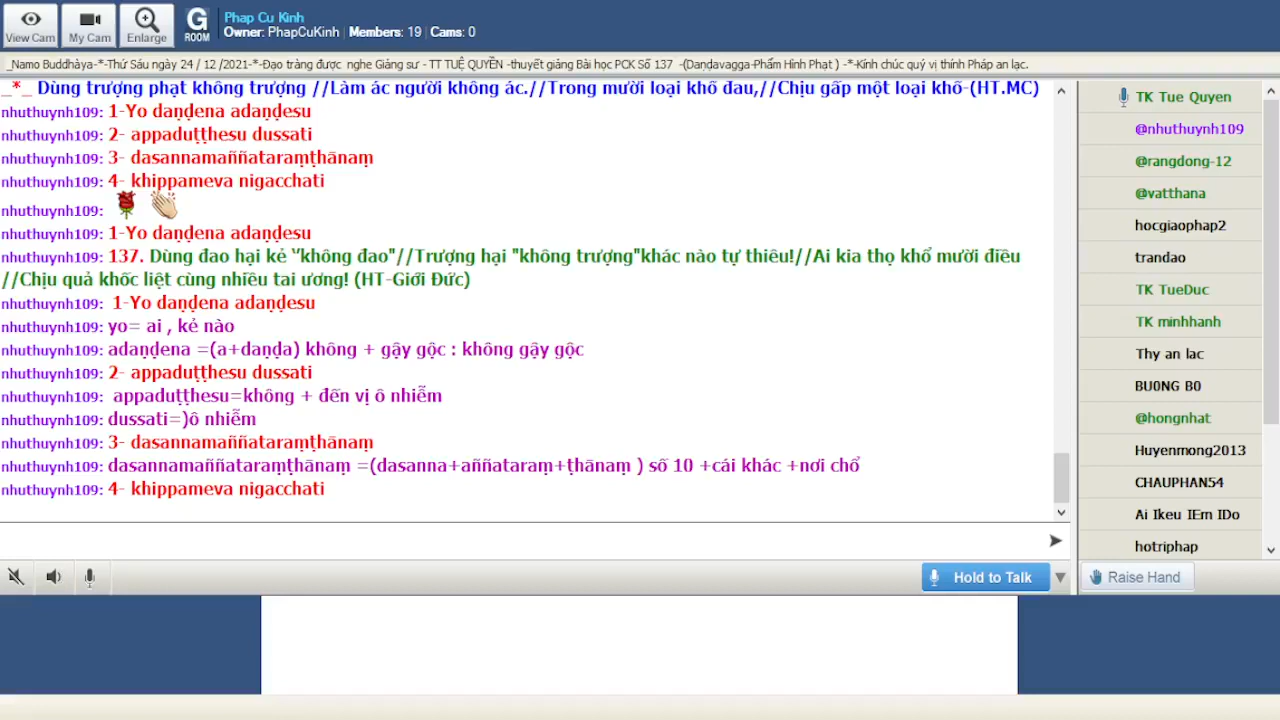 View Cam
My Cam
Enlarge
G
ROOM
Phap Cu Kinh
Owner: PhapCuKinh | Members: 19 | Cams: 0
_Namo Buddhàya-*-Thứ Sáu ngày 24 / 12 /2021-*-Đạo tràng được nghe Giảng sư - TT TUỆ QUYỀN -thuyết giảng Bài học PCK Số 137 -(Daṇḍavagga-Phẩm Hình Phạt ) -*-Kính chúc quý vị thính Pháp an lạc.
_*_ Dùng trượng phạt không trượng //Làm ác người không ác.//Trong mười loại khổ đau,//Chịu gấp một loại khổ-(HT.MC)
nhuthuynh109: 1-Yo daṇḍena adaṇḍesu
nhuthuynh109: 2- appaduṭṭhesu dussati
nhuthuynh109: 3- dasannamaññataraṃṭhānaṃ
nhuthuynh109: 4- khippameva nigacchati
nhuthuynh109:
nhuthuynh109: 1-Yo daṇḍena adaṇḍesu
nhuthuynh109: 137. Dùng đao hại kẻ “không đao"//Trượng hại "không trượng"khác nào tự thiêu!//Ai kia thọ khổ mười điều
//Chịu quả khốc liệt cùng nhiều tai ương! (HT-Giới Đức)
nhuthuynh109: 1-Yo daṇḍena adaṇḍesu
nhuthuynh109: yo= ai , kẻ nào
nhuthuynh109: adaṇḍena =(a+daṇḍa) không + gậy gộc : không gậy gộc
nhuthuynh109: 2- appaduṭṭhesu dussati
nhuthuynh109: appaduṭṭhesu=không + đến vị ô nhiễm
nhuthuynh109: dussati=)ô nhiễm
nhuthuynh109: 3- dasannamaññataraṃṭhānaṃ
nhuthuynh109: dasannamaññataraṃṭhānaṃ =(dasanna+aññataraṃ+ṭhānaṃ ) số 10 +cái khác +nơi chổ
nhuthuynh109: 4- khippameva nigacchati
Hold to Talk
TK Tue Quyen
@nhuthuynh109
@rangdong-12
@vatthana
hocgiaophap2
trandao
TK TueDuc
TK minhhanh
Thy an lac
BU0NG B0
@hongnhat
Huyenmong2013
CHAUPHAN54
Ai Ikeu IEm IDo
hotriphap
Raise Hand